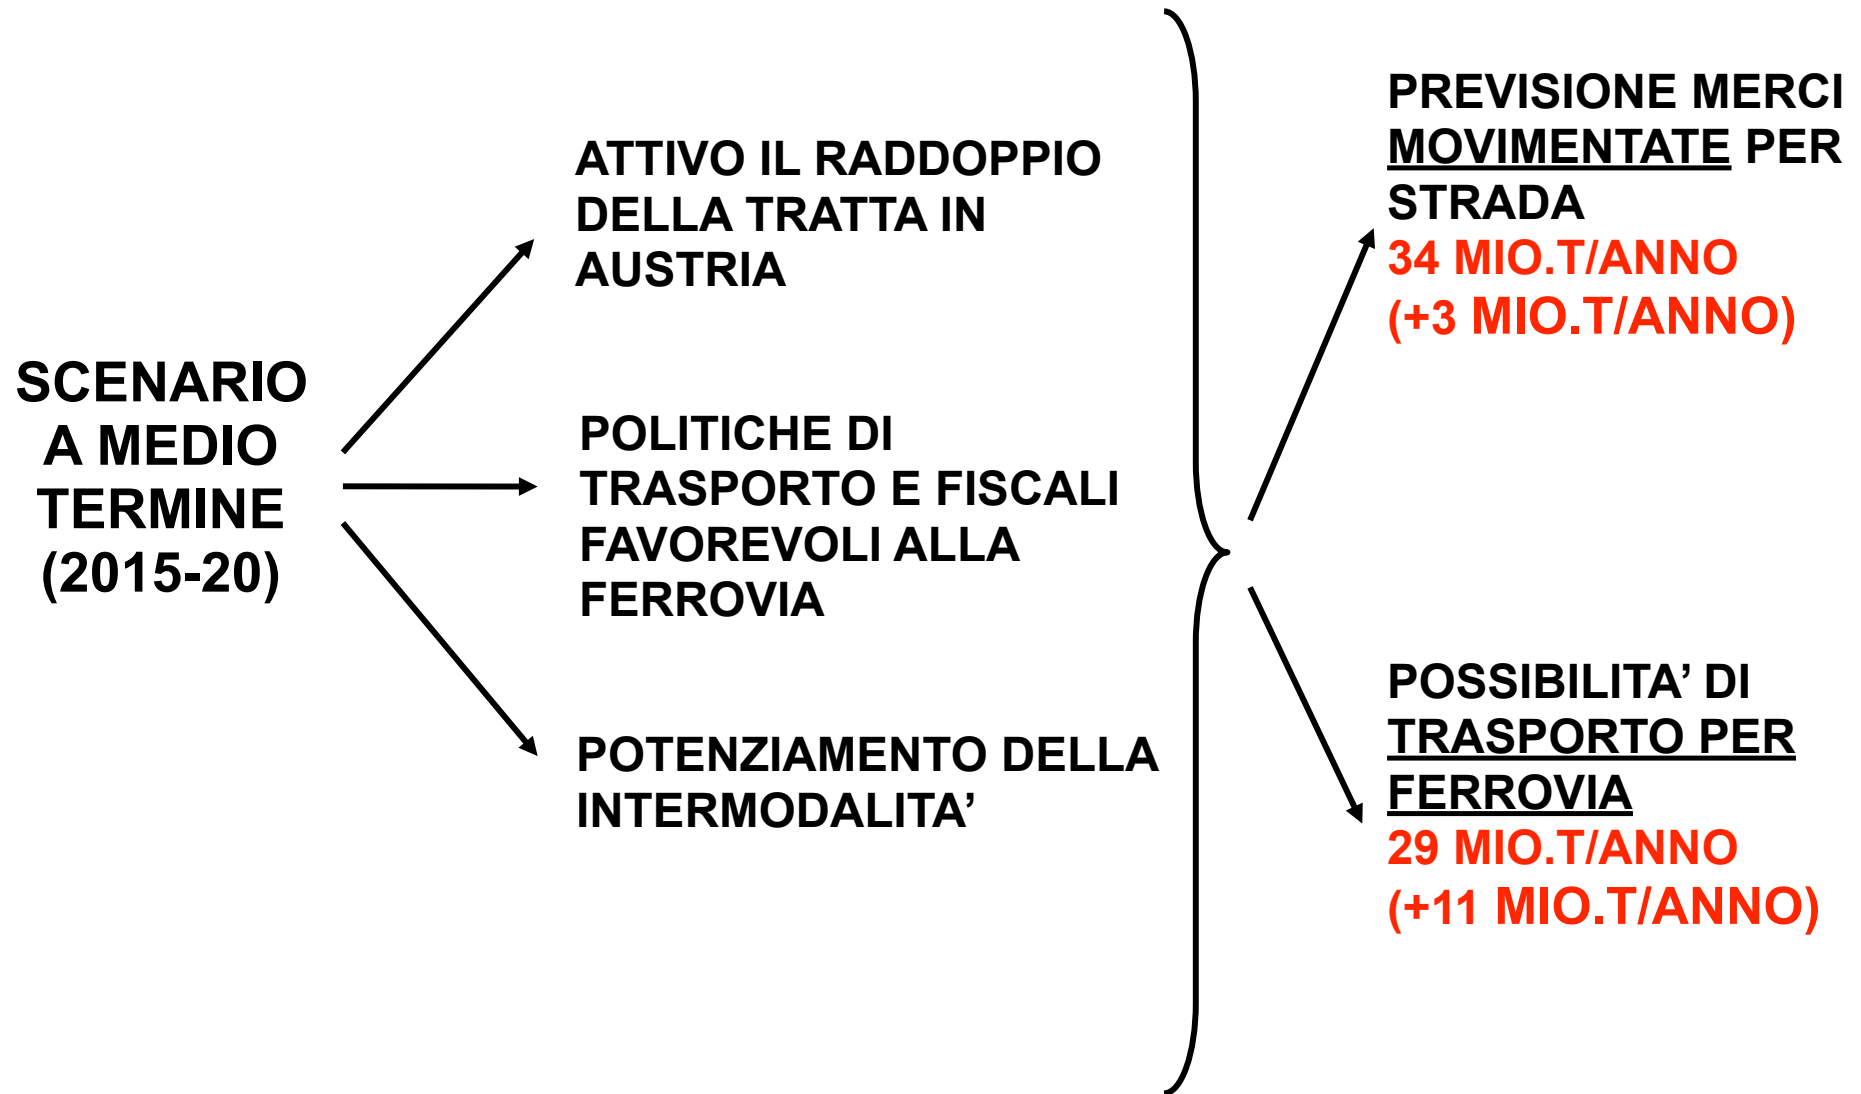 SCENARIO
A MEDIO
TERMINE
(2015-20)
ATTIVO IL RADDOPPIO
DELLA TRATTA IN
AUSTRIA
POLITICHE DI
TRASPORTO E FISCALI
FAVOREVOLI ALLA
FERROVIA
POTENZIAMENTO DELLA
INTERMODALITA’
PREVISIONE MERCI
MOVIMENTATE PER
STRADA
34 MIO.T/ANNO
(+3 MIO.T/ANNO)
POSSIBILITA’ DI
TRASPORTO PER
FERROVIA
29 MIO.T/ANNO
(+11 MIO.T/ANNO)